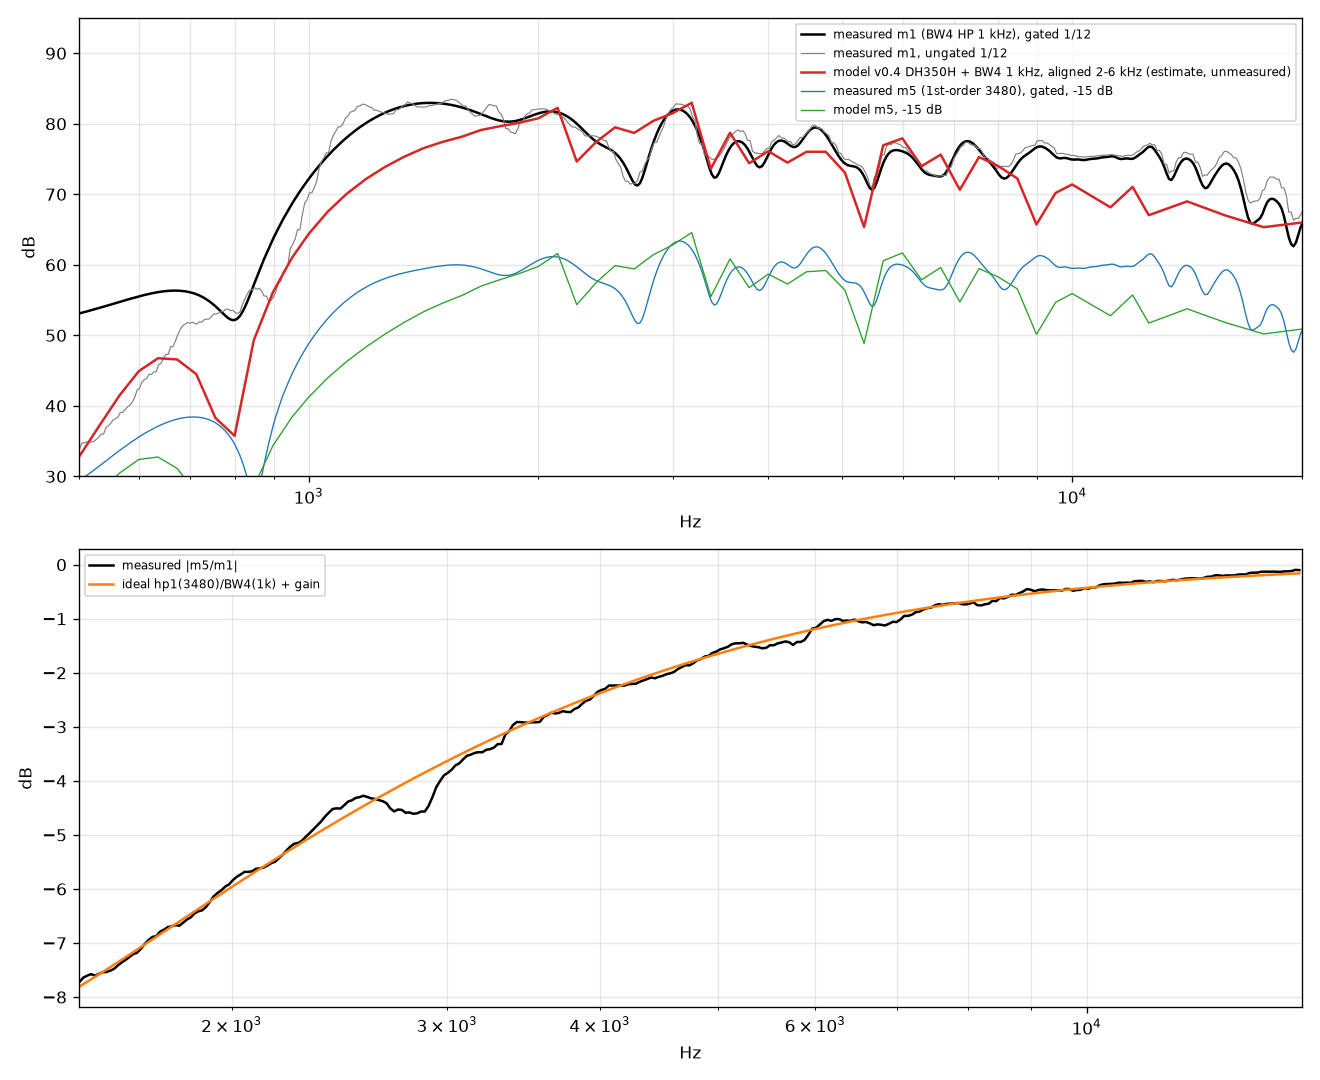 measured m1 (BW4 HP 1 kHz), gated 1/12
measured m1, ungated 1/12
model v0.4 DH350H + BW4 1 kHz, aligned 2-6 kHz (estimate, unmeasured)
measured m5 (1st-order 3480), gated, -15 dB
model m5, -15 dB
90
80
70
60
50
40
30
dB
10³
10⁴
Hz
measured |m5/m1|
ideal hp1(3480)/BW4(1k) + gain
0
−1
−2
−3
−4
−5
−6
−7
−8
dB
2 × 10³
3 × 10³
4 × 10³
6 × 10³
10⁴
Hz